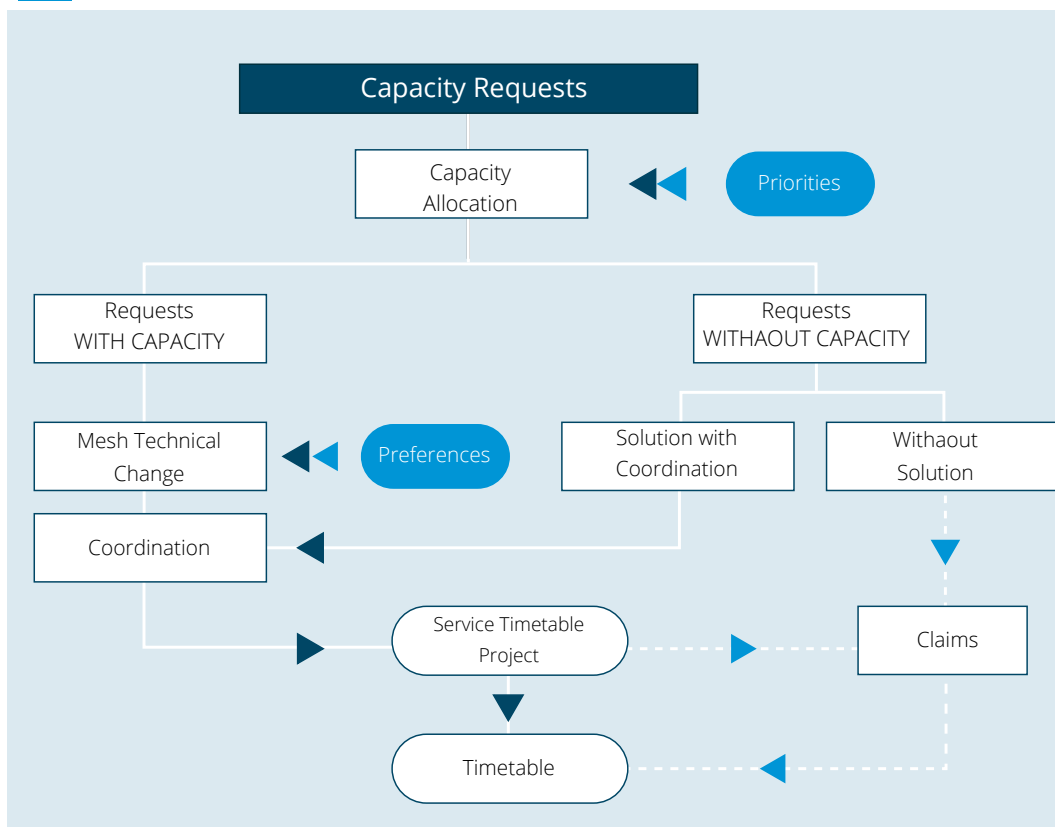 Capacity Requests
Capacity
Allocation
Priorities
Requests
WITH CAPACITY
Requests
WITHAOUT CAPACITY
Mesh Technical
Change
Preferences
Solution with
Coordination
Withaout
Solution
Coordination
Service Timetable
Project
Claims
Timetable